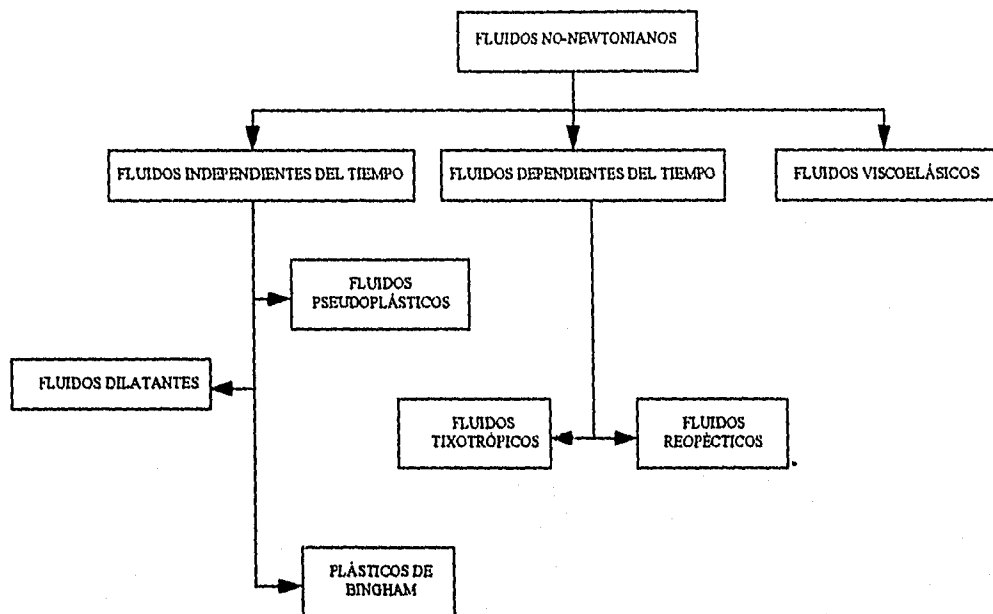 FLUIDOS NO-NEWTONIANOS
FLUIDOS INDEPENDIENTES DEL TIEMPO
FLUIDOS DEPENDIENTES DEL TIEMPO
FLUIDOS VISCOELÁSICOS
FLUIDOS
PSEUDOPLÁSTICOS
FLUIDOS DILATANTES
FLUIDOS
TIXOTRÓPICOS
FLUIDOS
REOPÉCTICOS
PLÁSTICOS DE
BINGHAM